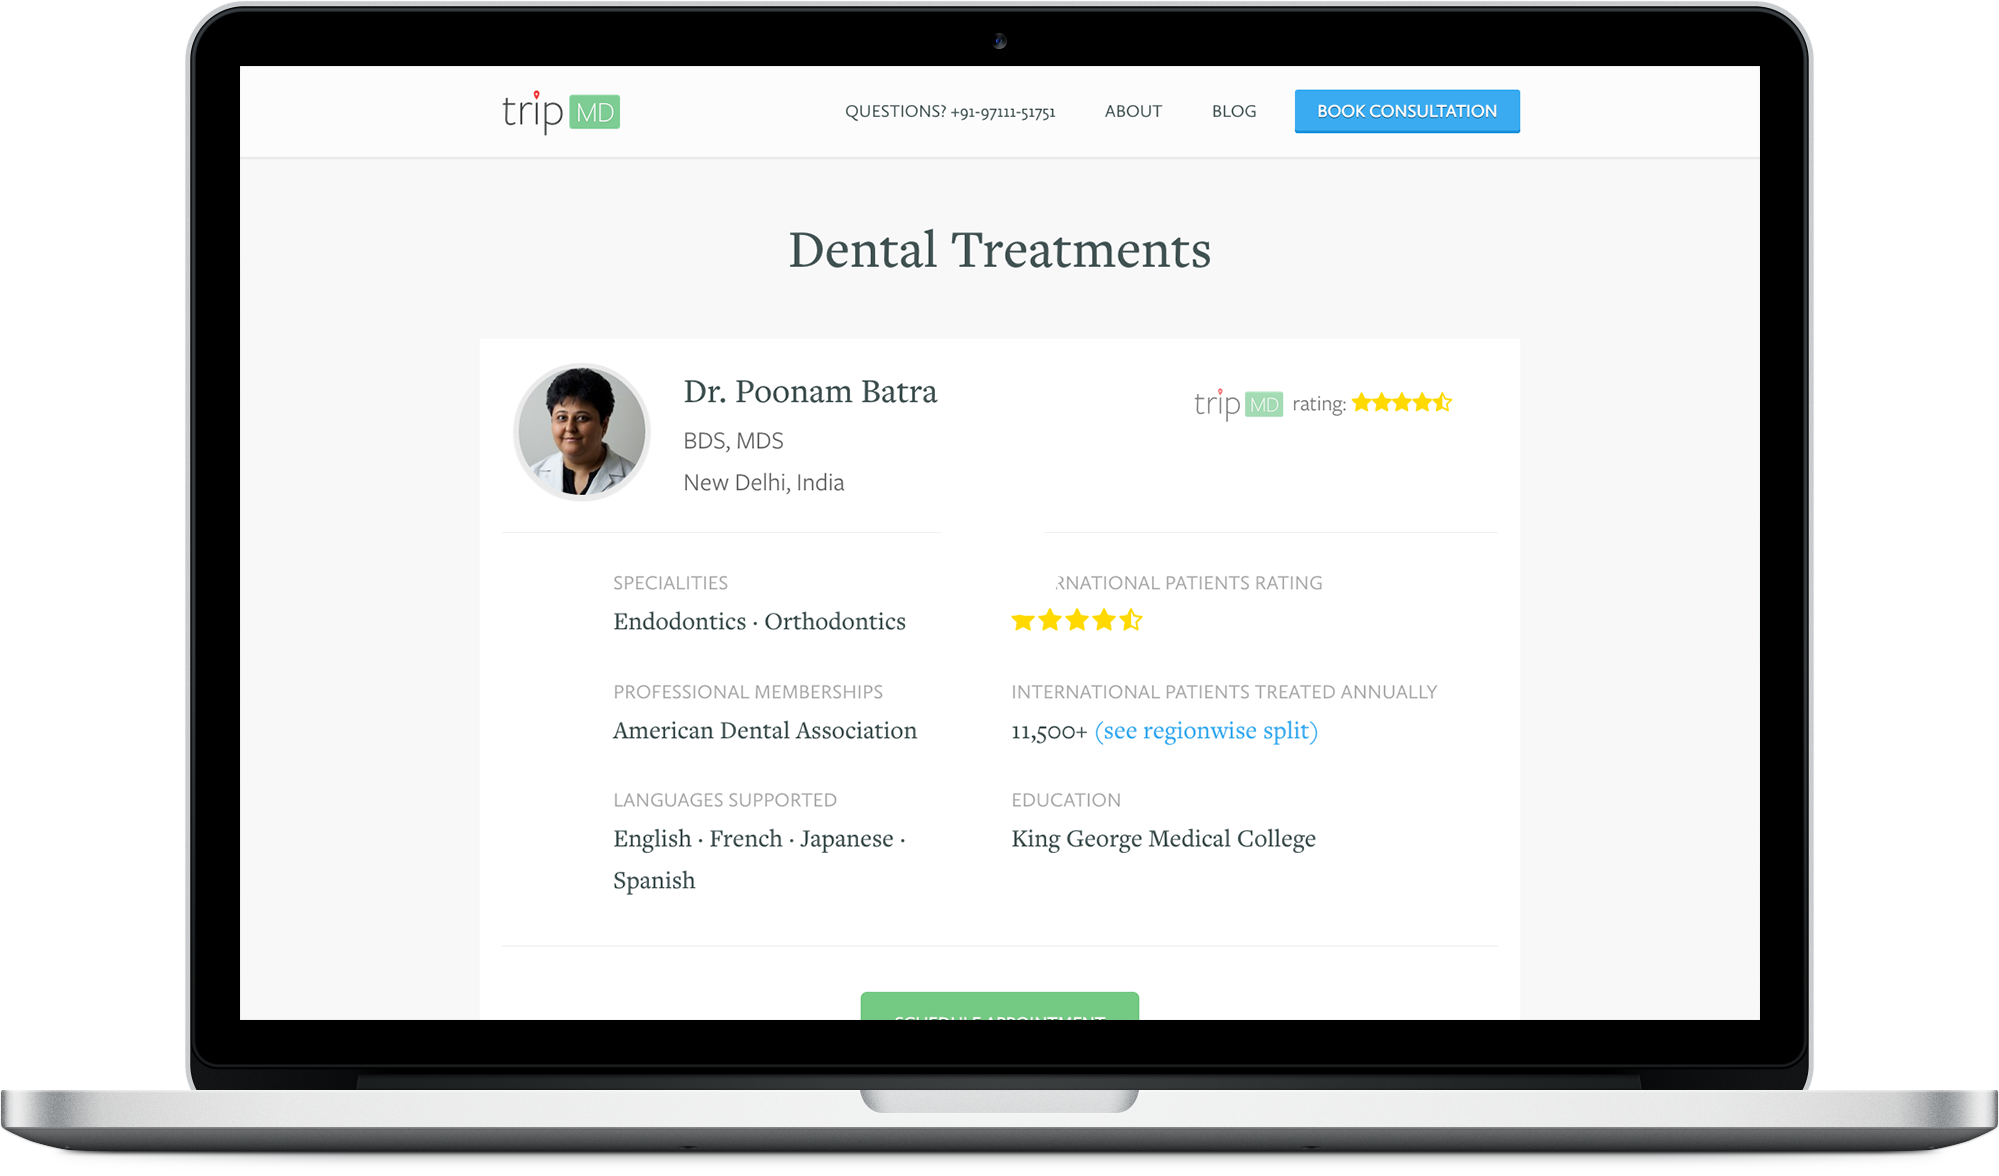 trip MD
QUESTIONS? +91-97111-51751
ABOUT
BLOG
BOOK CONSULTATION
Dental Treatments
Dr. Poonam Batra
BDS, MDS
New Delhi, India
trip MD rating:
SPECIALITIES
Endodontics · Orthodontics
RNATIONAL PATIENTS RATING
PROFESSIONAL MEMBERSHIPS
American Dental Association
INTERNATIONAL PATIENTS TREATED ANNUALLY
11,500+ (see regionwise split)
LANGUAGES SUPPORTED
English · French · Japanese ·
Spanish
EDUCATION
King George Medical College
SCHEDULE APPOINTMENT